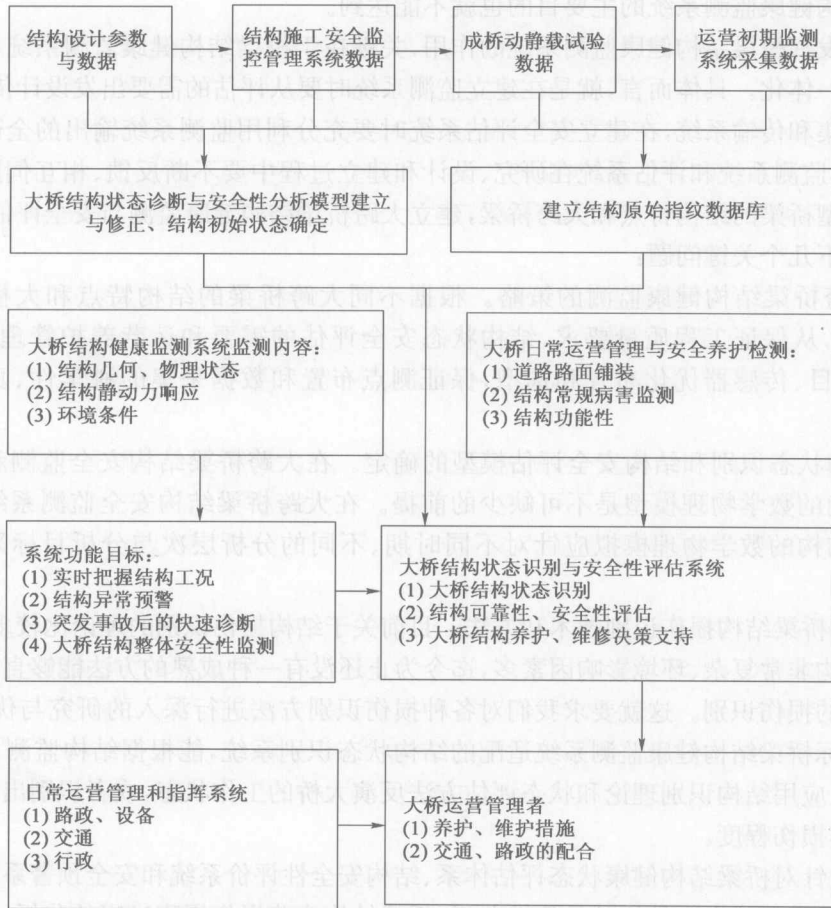 结构设计参数
与数据
结构施工安全监
控管理系统数据
成桥动静载试验
数据
运营初期监测
系统采集数据
大桥结构状态诊断与安全性分析模型建立
与修正、结构初始状态确定
建立结构原始指纹数据库
大桥结构健康监测系统监测内容:
(1) 结构几何、物理状态
(2) 结构静动力响应
(3) 环境条件
大桥日常运营管理与安全养护检测:
(1) 道路路面铺装
(2) 结构常规病害监测
(3) 结构功能性
系统功能目标:
(1) 实时把握结构工况
(2) 结构异常预警
(3) 突发事故后的快速诊断
(4) 大桥结构整体安全性监测
大桥结构状态识别与安全性评估系统
(1) 大桥结构状态识别
(2) 结构可靠性、安全性评估
(3) 大桥结构养护、维修决策支持
日常运营管理和指挥系统
(1) 路政、设备
(2) 交通
(3) 行政
大桥运营管理者
(1) 养护、维护措施
(2) 交通、路政的配合